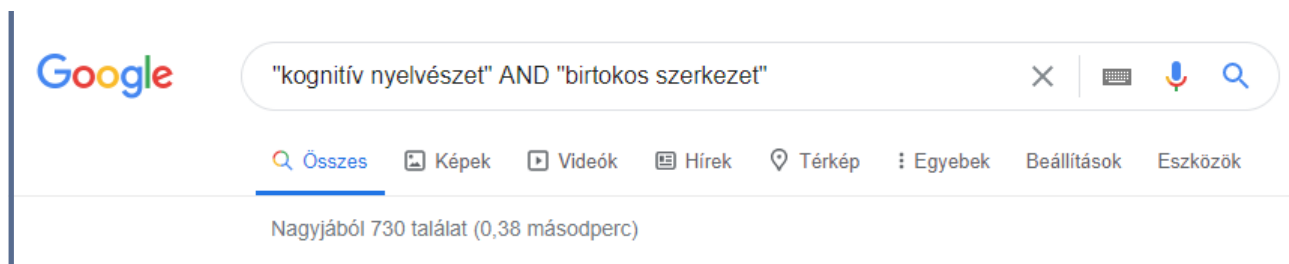 Google "kognitív nyelvészet" AND "birtokos szerkezet"
Összes Képek Videók Hírek Térkép Egyebek Beállítások Eszközök
Nagyjából 730 találat (0,38 másodperc)